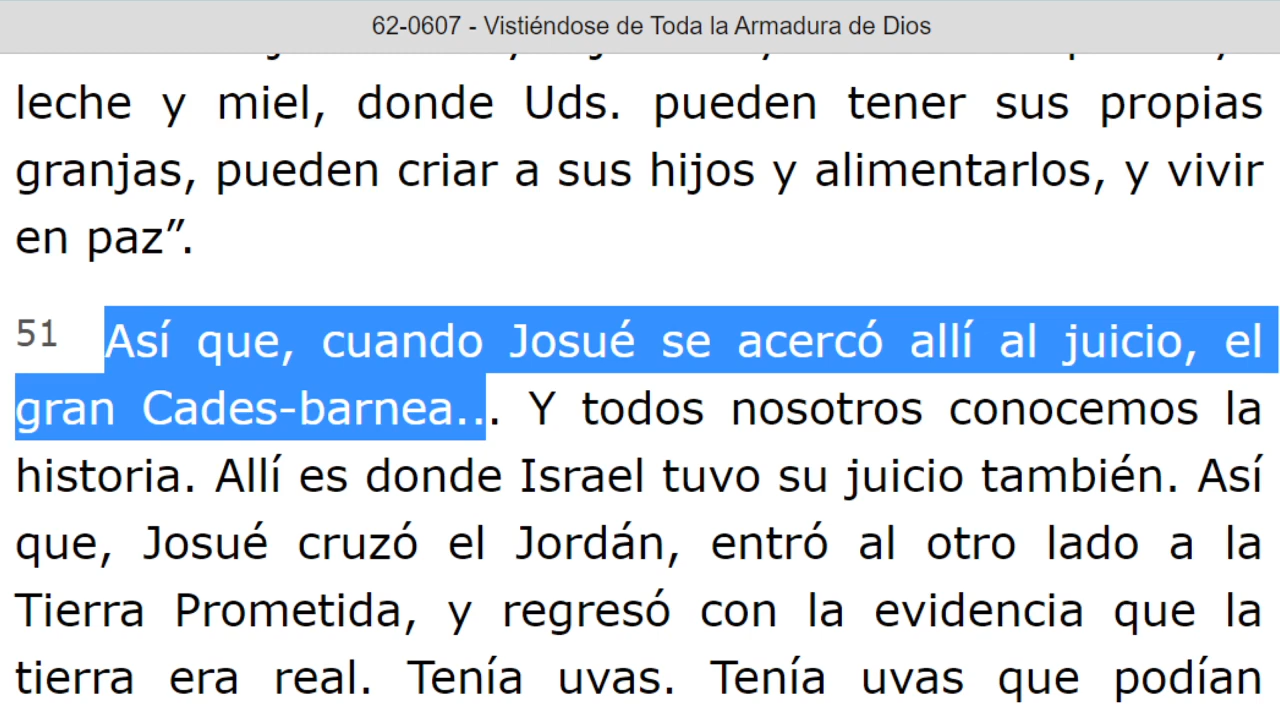 62-0607 - Vistiéndose de Toda la Armadura de Dios
leche y miel, donde Uds. pueden tener sus propias
granjas, pueden criar a sus hijos y alimentarlos, y vivir
en paz”.
51 Así que, cuando Josué se acercó allí al juicio, el
gran Cades-barnea... Y todos nosotros conocemos la
historia. Allí es donde Israel tuvo su juicio también. Así
que, Josué cruzó el Jordán, entró al otro lado a la
Tierra Prometida, y regresó con la evidencia que la
tierra era real. Tenía uvas. Tenía uvas que podían